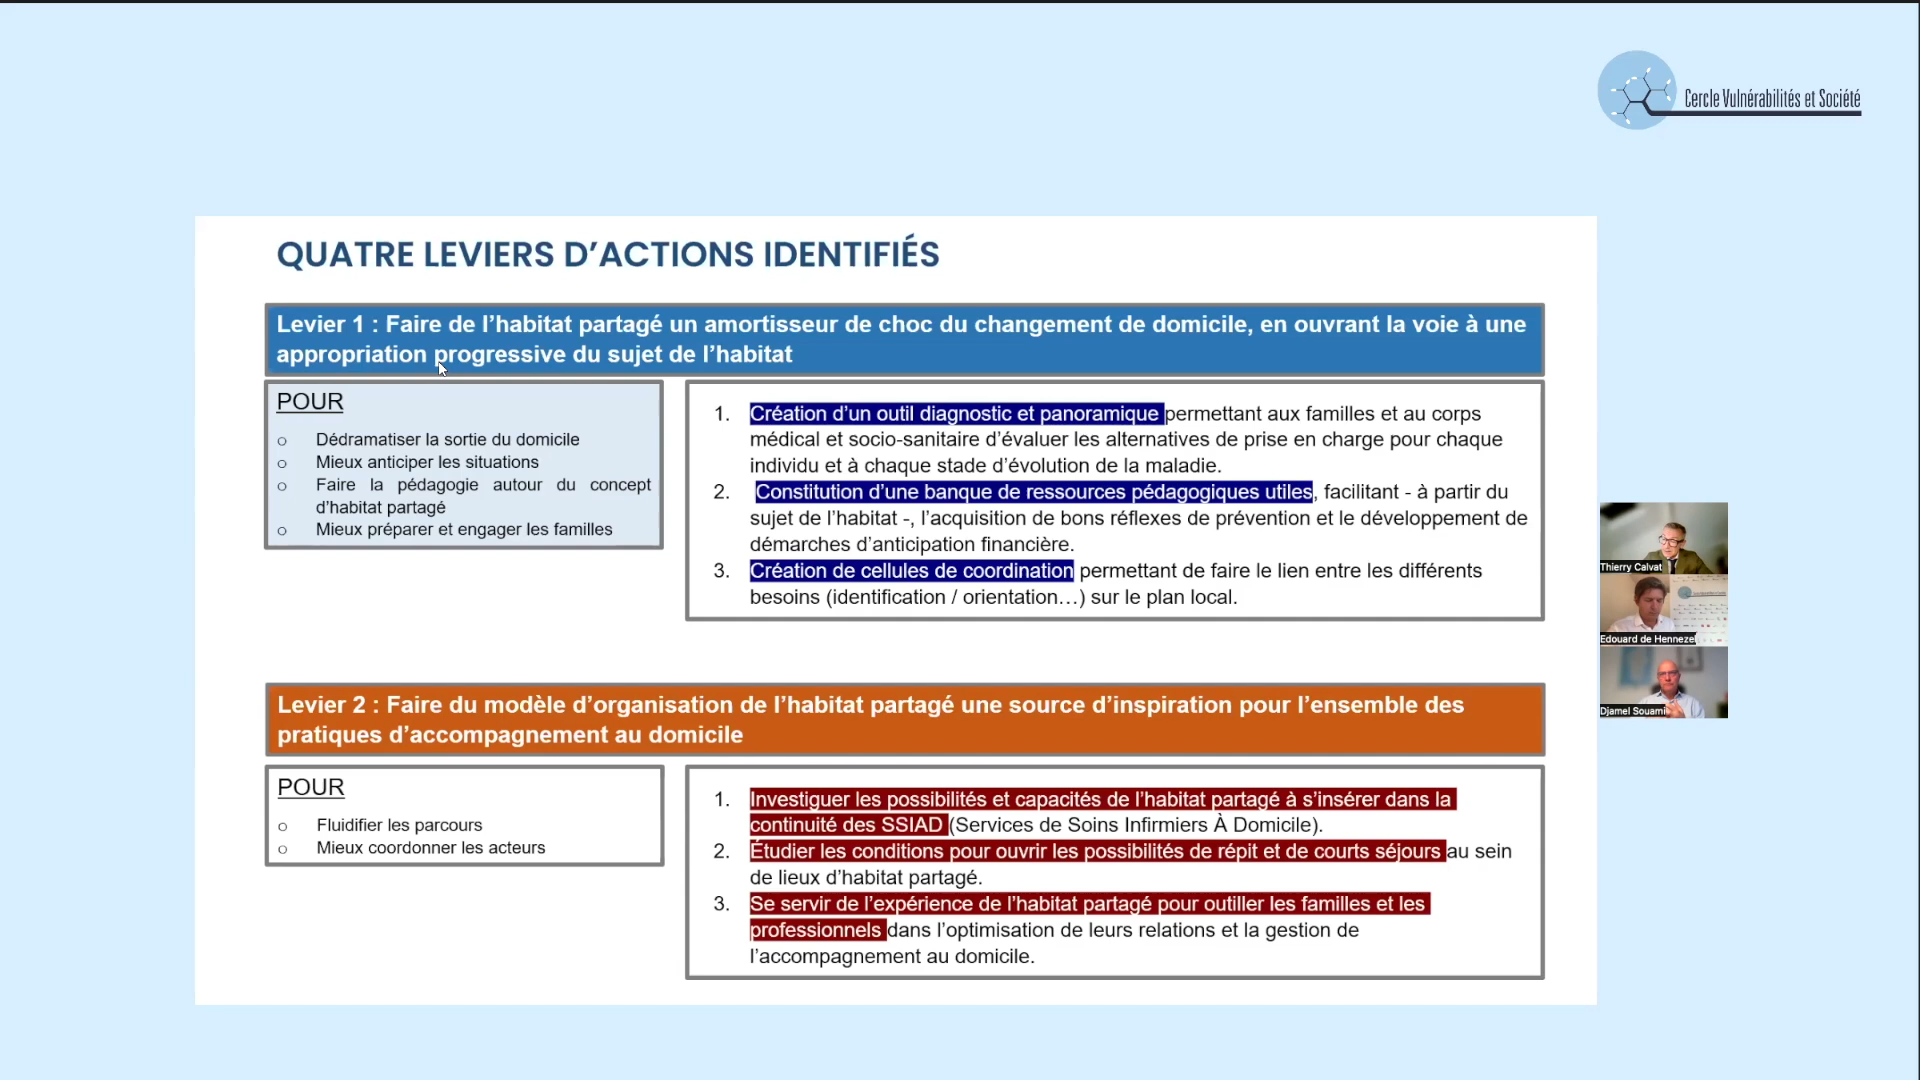 Cercle Vulnérabilités et Société
QUATRE LEVIERS D’ACTIONS IDENTIFIÉS
Levier 1 : Faire de l’habitat partagé un amortisseur de choc du changement de domicile, en ouvrant la voie à une
appropriation progressive du sujet de l’habitat
POUR
o Dédramatiser la sortie du domicile
o Mieux anticiper les situations
o Faire la pédagogie autour du concept
d’habitat partagé
o Mieux préparer et engager les familles
1. Création d’un outil diagnostic et panoramique permettant aux familles et au corps
médical et socio-sanitaire d’évaluer les alternatives de prise en charge pour chaque
individu et à chaque stade d’évolution de la maladie.
2. Constitution d’une banque de ressources pédagogiques utiles, facilitant - à partir du
sujet de l’habitat -, l’acquisition de bons réflexes de prévention et le développement de
démarches d’anticipation financière.
3. Création de cellules de coordination permettant de faire le lien entre les différents
besoins (identification / orientation…) sur le plan local.
Thierry Calvat
Edouard de Hennezel
Djamel Souami
Levier 2 : Faire du modèle d’organisation de l’habitat partagé une source d’inspiration pour l’ensemble des
pratiques d’accompagnement au domicile
POUR
o Fluidifier les parcours
o Mieux coordonner les acteurs
1. Investiguer les possibilités et capacités de l’habitat partagé à s’insérer dans la
continuité des SSIAD (Services de Soins Infirmiers À Domicile).
2. Étudier les conditions pour ouvrir les possibilités de répit et de courts séjours au sein
de lieux d’habitat partagé.
3. Se servir de l’expérience de l’habitat partagé pour outiller les familles et les
professionnels dans l’optimisation de leurs relations et la gestion de
l’accompagnement au domicile.